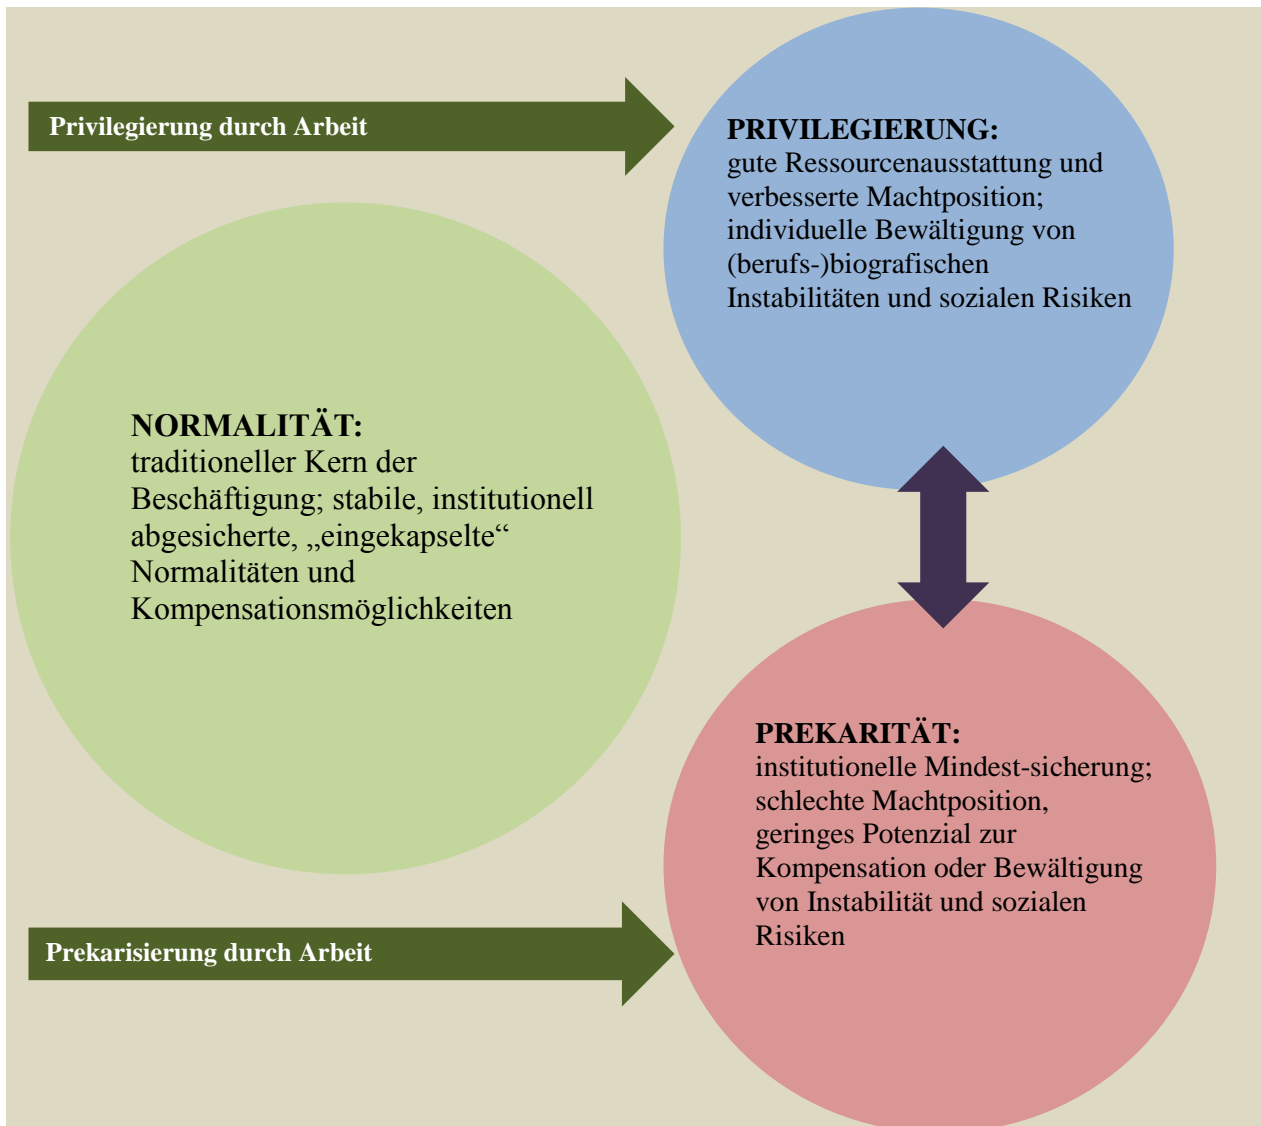 Privilegierung durch Arbeit
PRIVILEGIERUNG:
gute Ressourcenausstattung und
verbesserte Machtposition;
individuelle Bewältigung von
(berufs-)biografischen
Instabilitäten und sozialen Risiken
NORMALITÄT:
traditioneller Kern der
Beschäftigung; stabile, institutionell
abgesicherte, „eingekapselte“
Normalitäten und
Kompensationsmöglichkeiten
PREKARITÄT:
institutionelle Mindest-sicherung;
schlechte Machtposition,
geringes Potenzial zur
Kompensation oder Bewältigung
von Instabilität und sozialen
Risiken
Prekarisierung durch Arbeit